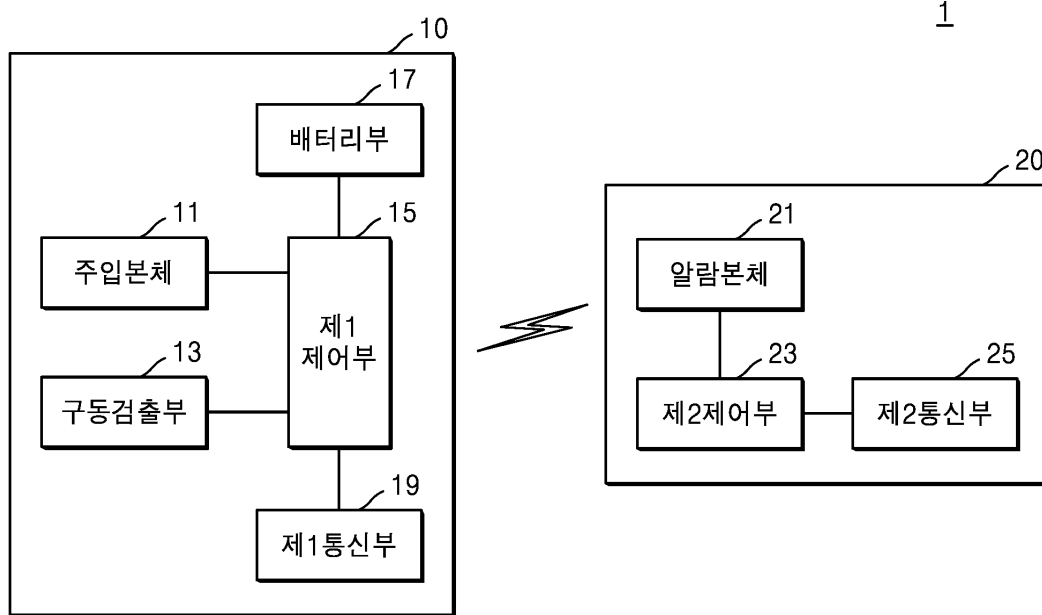 1
10
17
배터리부
11
주입본체
15
제1
제어부
13
구동검출부
19
제1통신부
20
21
알람본체
23
제2제어부
25
제2통신부